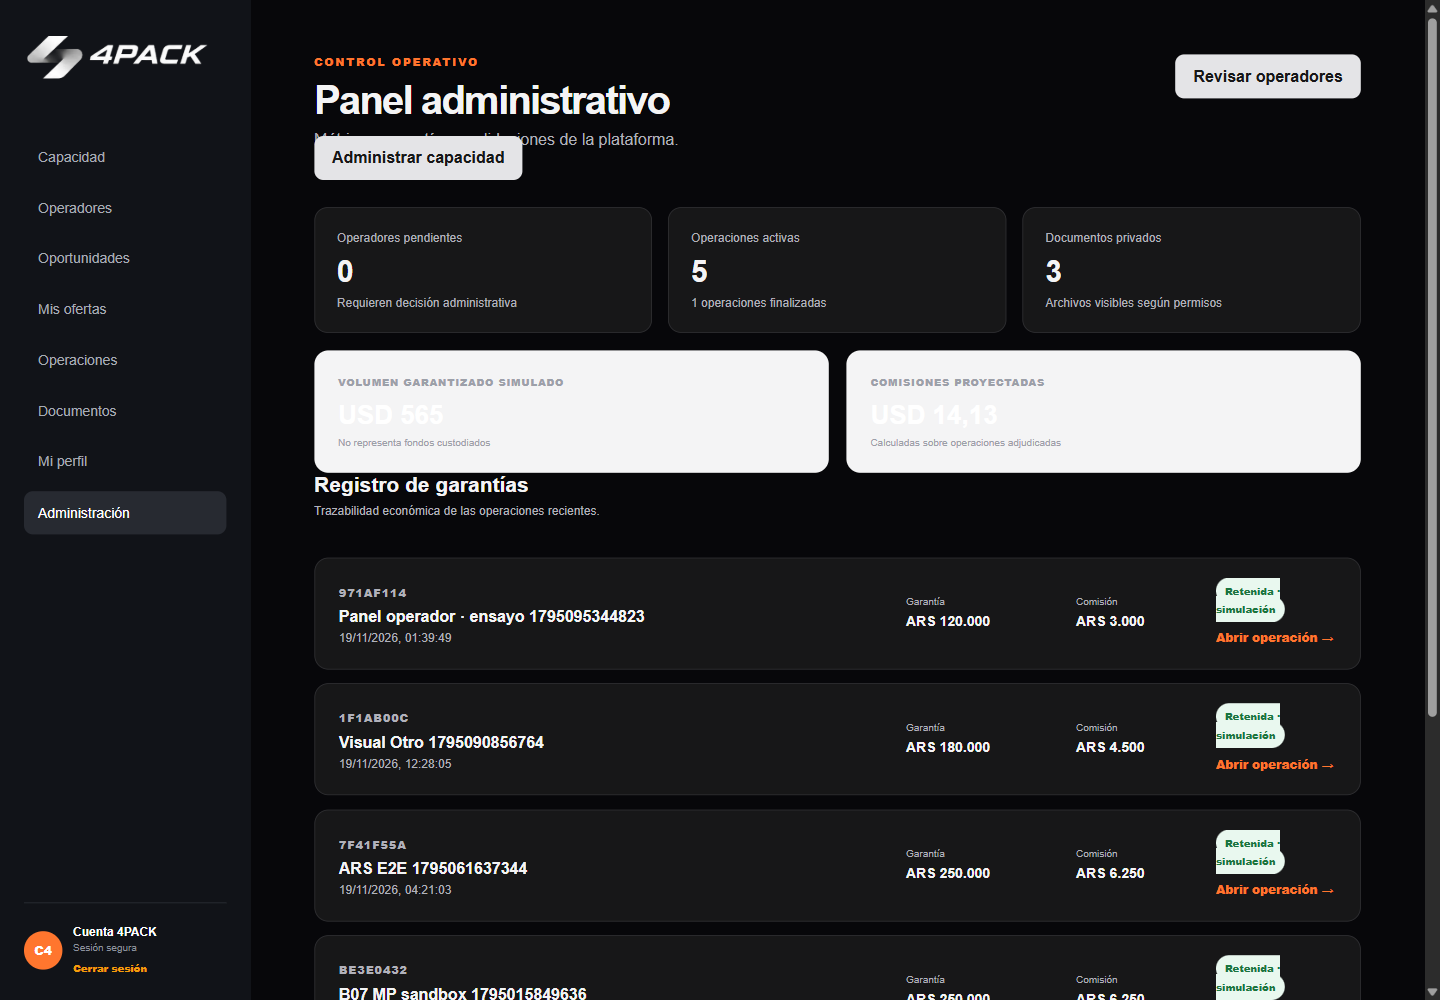 4PACK
Capacidad
Operadores
Oportunidades
Mis ofertas
Operaciones
Documentos
Mi perfil
Administración
Cuenta 4PACK
C4
Sesión segura
Cerrar sesión
CONTROL OPERATIVO
Panel administrativo
de la plataforma.
Revisar operadores
Administrar capacidad
Operadores pendientes
0
Requieren decisión administrativa
Operaciones activas
5
1 operaciones finalizadas
Documentos privados
3
Archivos visibles según permisos
VOLUMEN GARANTIZADO SIMULADO
USD 565
No representa fondos custodiados
COMISIONES PROYECTADAS
USD 14,13
Calculadas sobre operaciones adjudicadas
Registro de garantías
Trazabilidad económica de las operaciones recientes.
971AF114
Panel operador · ensayo 1795095344823
19/11/2026, 01:39:49
Garantía
ARS 120.000
Comisión
ARS 3.000
Retenida ·
simulación
Abrir operación →
1F1AB00C
Visual Otro 1795090856764
19/11/2026, 12:28:05
Garantía
ARS 180.000
Comisión
ARS 4.500
Retenida ·
simulación
Abrir operación →
7F41F55A
ARS E2E 1795061637344
19/11/2026, 04:21:03
Garantía
ARS 250.000
Comisión
ARS 6.250
Retenida ·
simulación
Abrir operación →
BE3E0432
B07 MP sandbox 1795015849636
Garantía
ARS 250.000
Comisión
ARS 6.250
Retenida ·
simulación